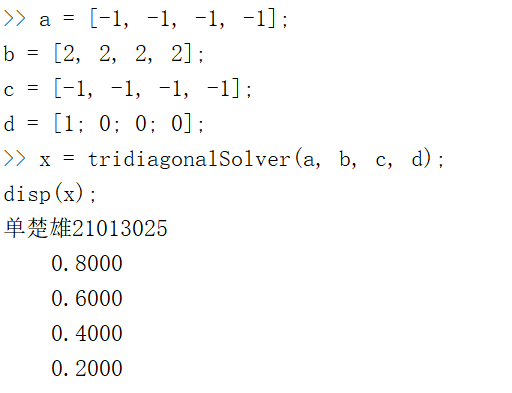 >> a = [-1, -1, -1, -1];
b = [2, 2, 2, 2];
c = [-1, -1, -1, -1];
d = [1; 0; 0; 0];
>> x = tridiagonalSolver(a, b, c, d);
disp(x);
单楚雄21013025
0.8000
0.6000
0.4000
0.2000